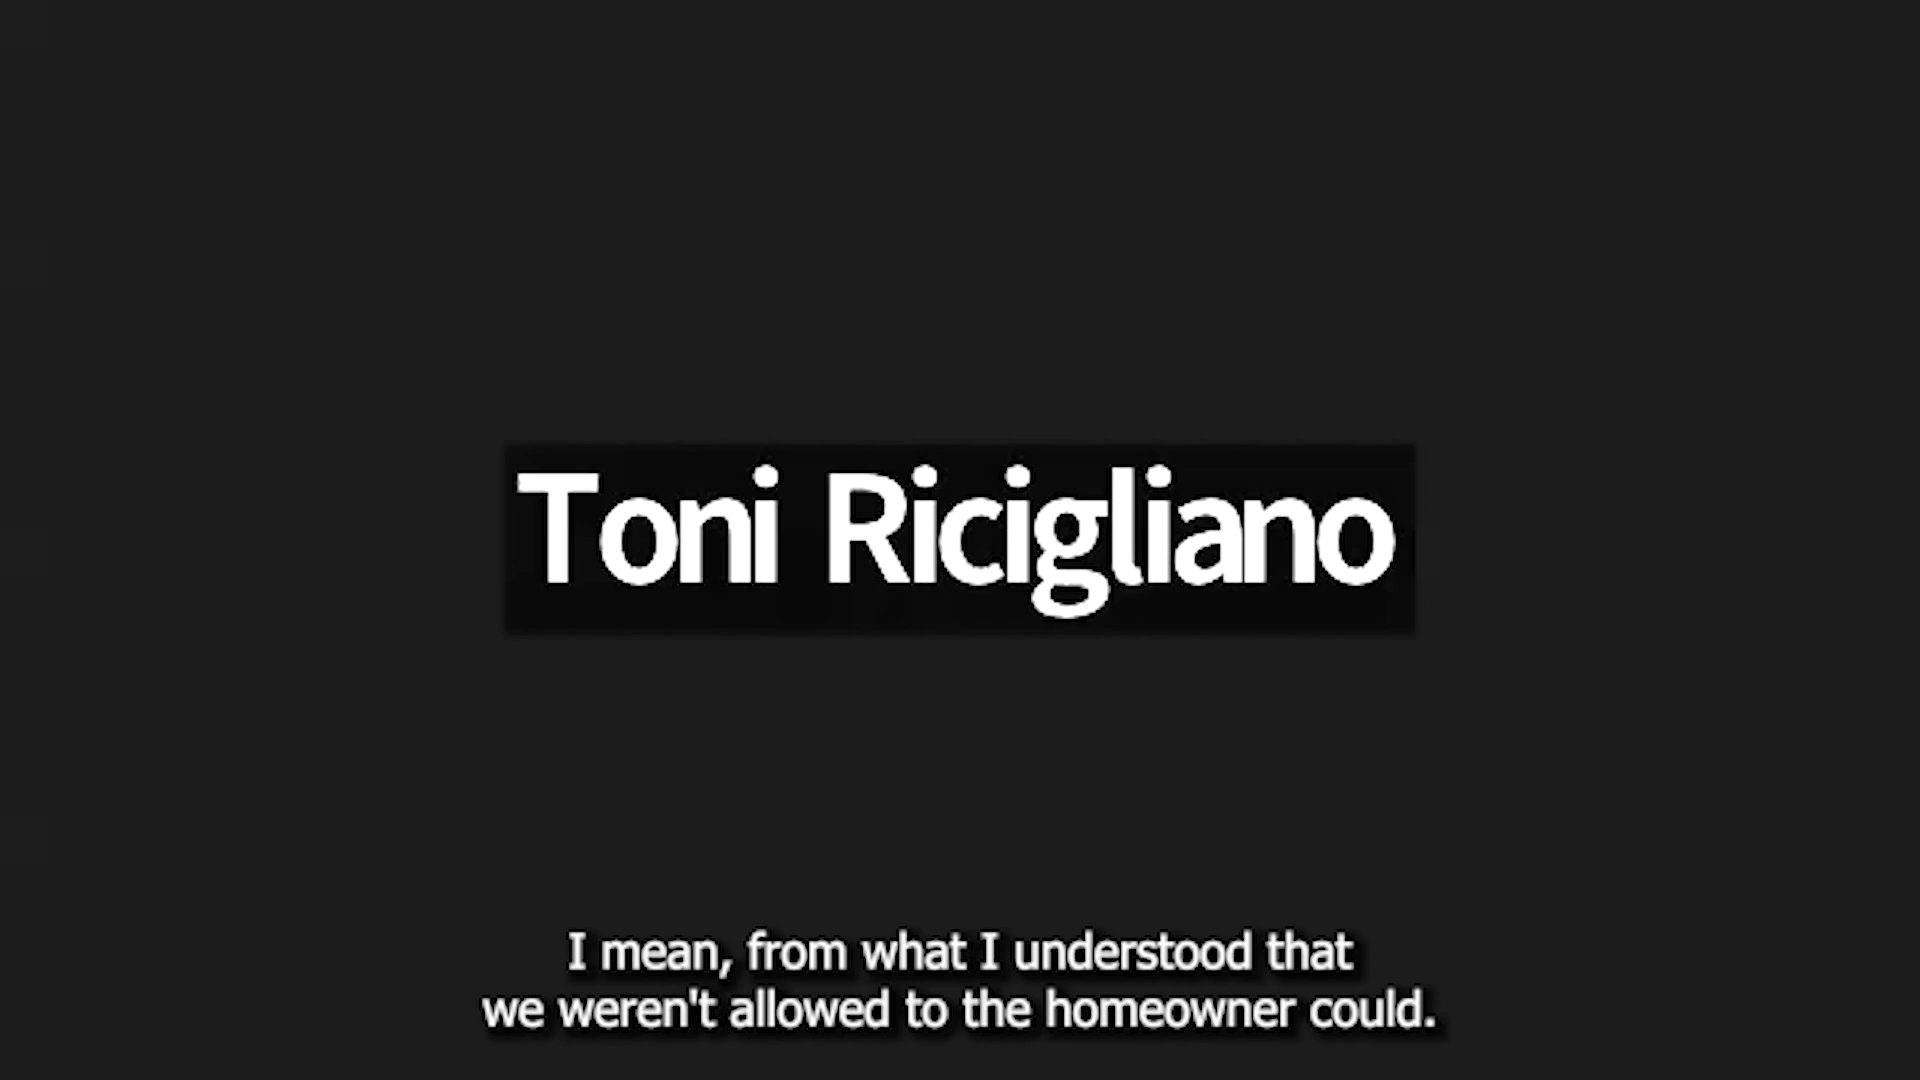 Toni Ricigliano
I mean, from what I understood that
we weren't allowed to the homeowner could.